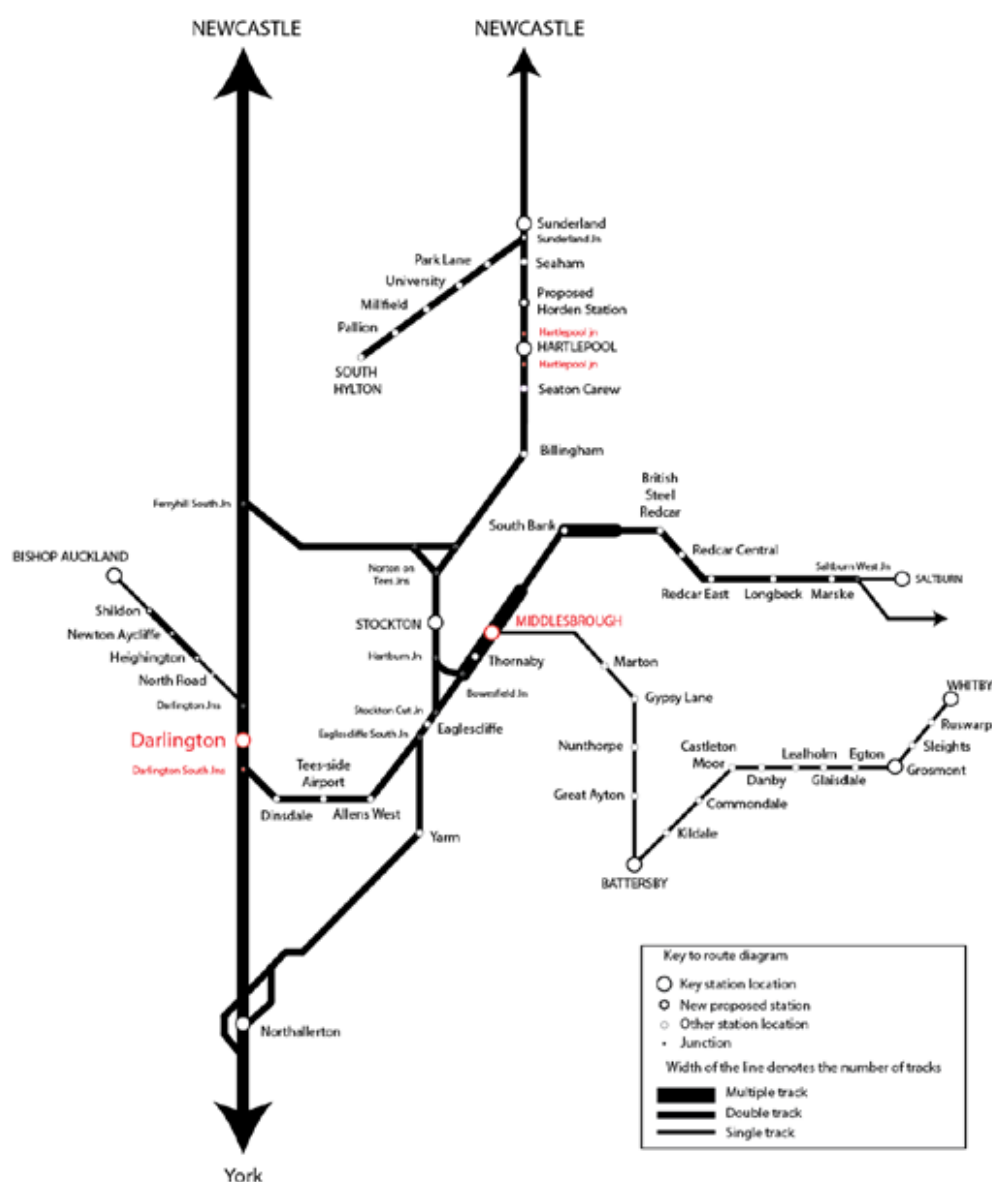 NEWCASTLE
NEWCASTLE
Sunderland
Sunderland Jn
Park Lane
Seaham
University
Proposed
Horden Station
Millfield
Pallion
Hartlepool jn
HARTLEPOOL
Hartlepool jn
SOUTH
HYLTON
Seaton Carew
Billingham
British
Steel
Redcar
Ferryhill South Jn
South Bank
Redcar Central
BISHOP AUCKLAND
Norton on
Tees Jns
Saltburn West Jn
SALTBURN
Redcar East
Longbeck
Marske
Shildon
STOCKTON
MIDDLESBROUGH
Newton Aycliffe
Heighington
Hartburn Jn
Thornaby
Marton
North Road
Bowesfield Jn
WHITBY
Darlington Jns
Stockton Cut Jn
Gypsy Lane
Eaglescliffe
Ruswarp
Darlington
Eaglescliffe South Jn
Nunthorpe
Castleton
Moor
Lealholm
Egton
Sleights
Darlington South Jns
Tees-side
Airport
Danby
Glaisdale
Grosmont
Great Ayton
Commondale
Dinsdale
Allens West
Yarm
Kildale
BATTERSBY
Key to route diagram
Key station location
New proposed station
Other station location
Junction
Width of the line denotes the number of tracks
Multiple track
Double track
Single track
Northallerton
York